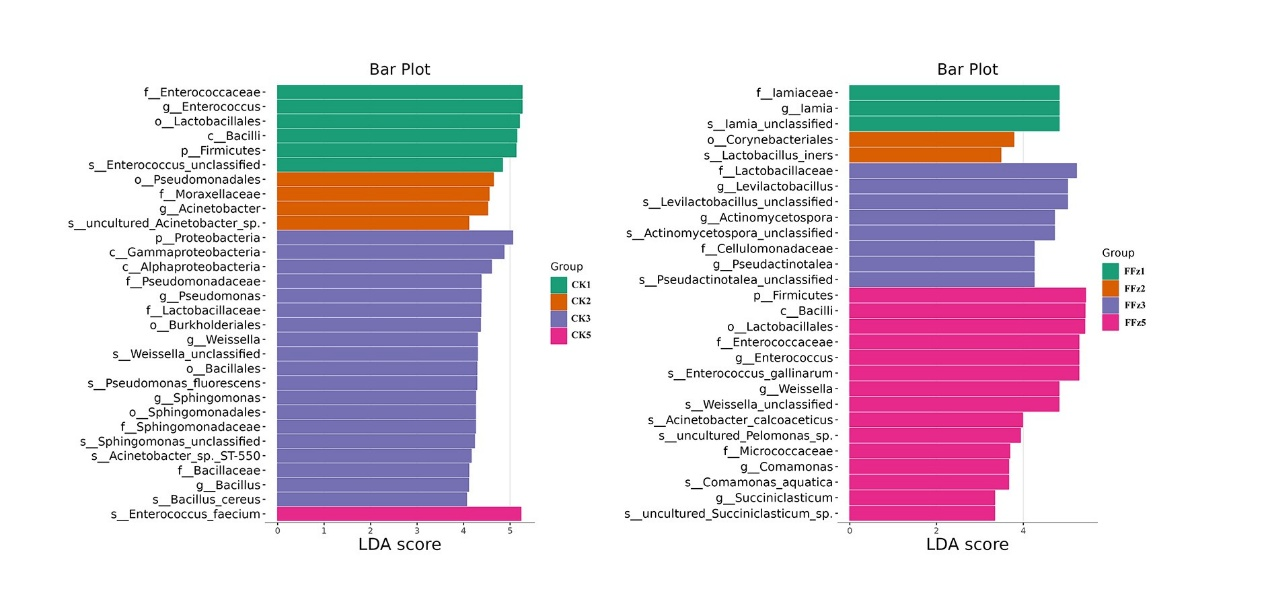 Bar Plot
f__Enterococcaceae
g__Enterococcus
o__Lactobacillales
c__Bacilli
p__Firmicutes
s__Enterococcus_unclassified
o__Pseudomonadales
f__Moraxellaceae
g__Acinetobacter
s__uncultured_Acinetobacter_sp.
p__Proteobacteria
c__Gammaproteobacteria
c__Alphaproteobacteria
f__Pseudomonadaceae
g__Pseudomonas
f__Lactobacillaceae
o__Burkholderiales
g__Weissella
s__Weissella_unclassified
o__Bacillales
s__Pseudomonas_fluorescens
g__Sphingomonas
o__Sphingomonadales
f__Sphingomonadaceae
s__Sphingomonas_unclassified
s__Acinetobacter_sp._ST-550
f__Bacillaceae
g__Bacillus
s__Bacillus_cereus
s__Enterococcus_faecium
0 1 2 3 4 5
LDA score
Group
CK1
CK2
CK3
CK5
Bar Plot
f__Iamiaceae
g__Iamia
s__Iamia_unclassified
o__Corynebacteriales
s__Lactobacillus_iners
f__Lactobacillaceae
g__Levilactobacillus
s__Levilactobacillus_unclassified
g__Actinomycetospora
s__Actinomycetospora_unclassified
f__Cellulomonadaceae
g__Pseudactinotalea
s__Pseudactinotalea_unclassified
p__Firmicutes
c__Bacilli
o__Lactobacillales
f__Enterococcaceae
g__Enterococcus
s__Enterococcus_gallinarum
g__Weissella
s__Weissella_unclassified
s__Acinetobacter_calcoaceticus
s__uncultured_Pelomonas_sp.
f__Micrococcaceae
g__Comamonas
s__Comamonas_aquatica
g__Succiniclasticum
s__uncultured_Succiniclasticum_sp.
0 2 4
LDA score
Group
FFz1
FFz2
FFz3
FFz5